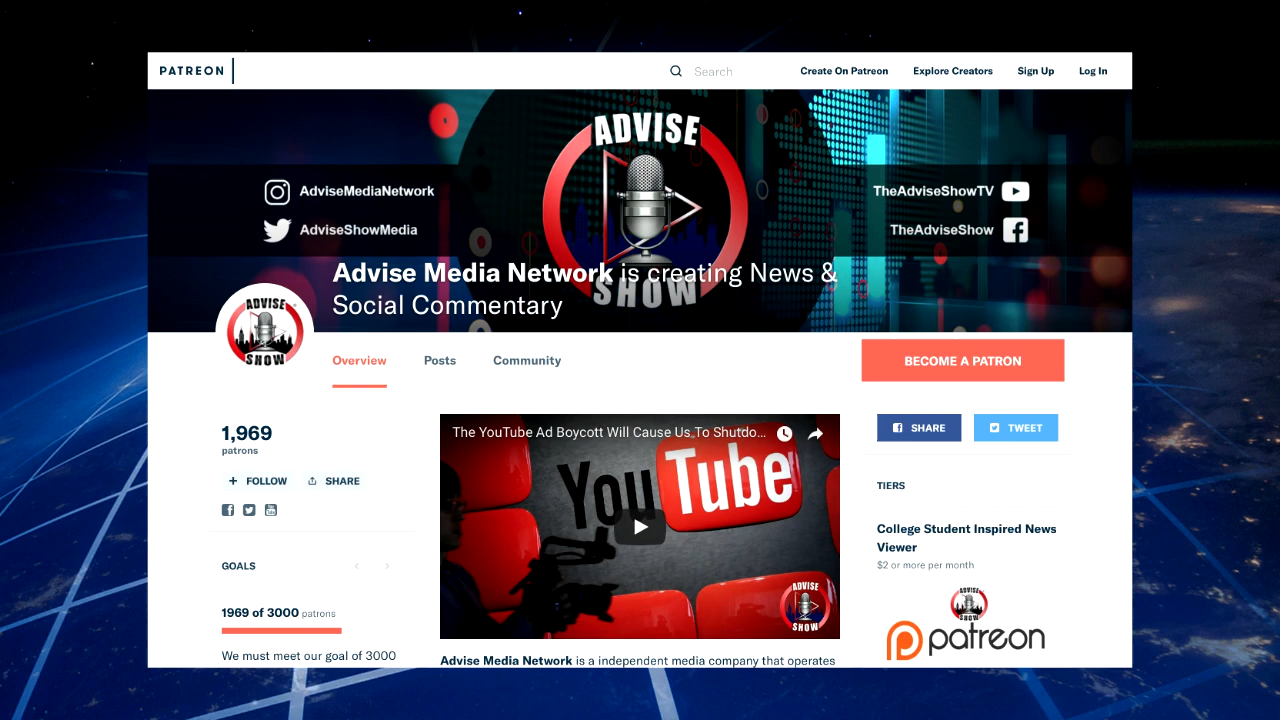 PATREON
Search
Create On Patreon
Explore Creators
Sign Up
Log In
ADVISE
AdviseMediaNetwork
TheAdviseShowTV
AdviseShowMedia
TheAdviseShow
Advise Media Network is creating News &
SHOW
Social Commentary
ADVISE
SHOW
Overview
Posts
Community
BECOME A PATRON
1,969
patrons
+ FOLLOW
SHARE
GOALS
1969 of 3000 patrons
We must meet our goal of 3000
The YouTube Ad Boycott Will Cause Us To Shutdo...
You Tube
ADVISE
SHOW
Advise Media Network is a independent media company that operates
SHARE
TWEET
TIERS
College Student Inspired News
Viewer
$2 or more per month
ADVISE
SHOW
patreon